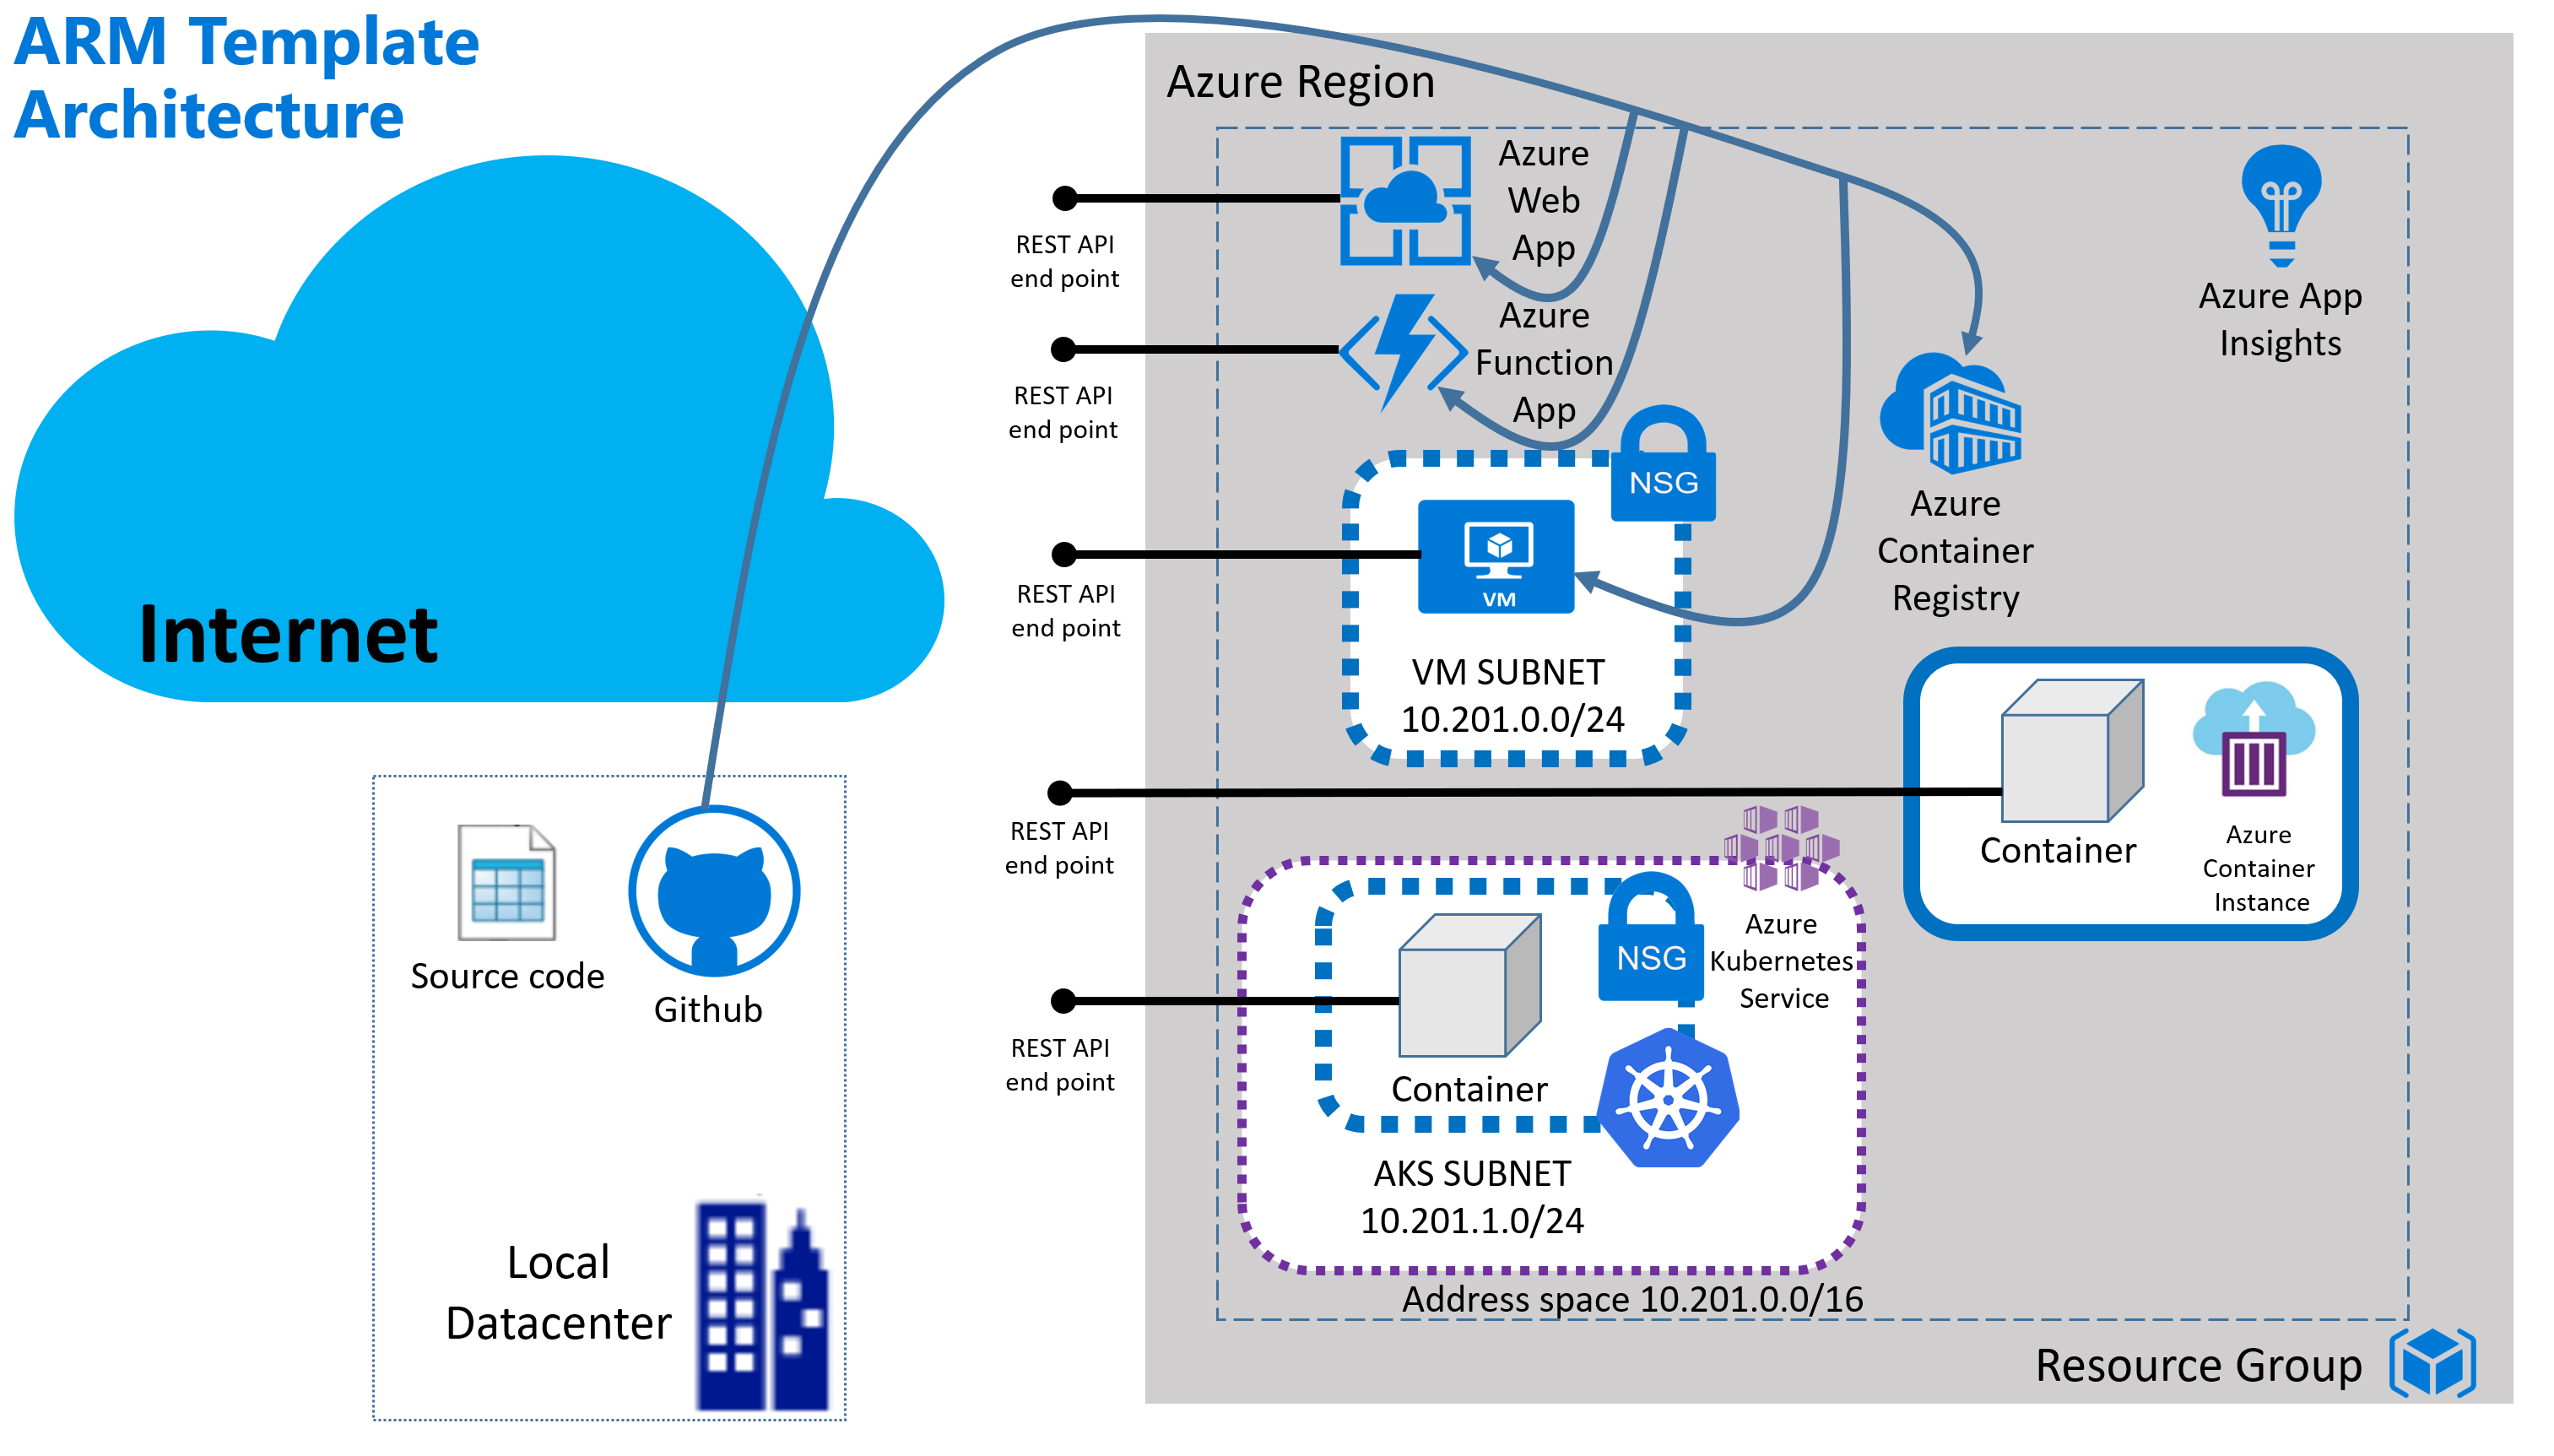 ARM Template
Architecture
Internet
Source code
Github
Local
Datacenter
Azure Region
REST API
end point
Azure
Web
App
REST API
end point
Azure
Function
App
Azure App
Insights
REST API
end point
NSG
VM
VM SUBNET
10.201.0.0/24
Azure
Container
Registry
REST API
end point
Container
Azure
Container
Instance
REST API
end point
Container
NSG
Azure
Kubernetes
Service
AKS SUBNET
10.201.1.0/24
Address space 10.201.0.0/16
Resource Group